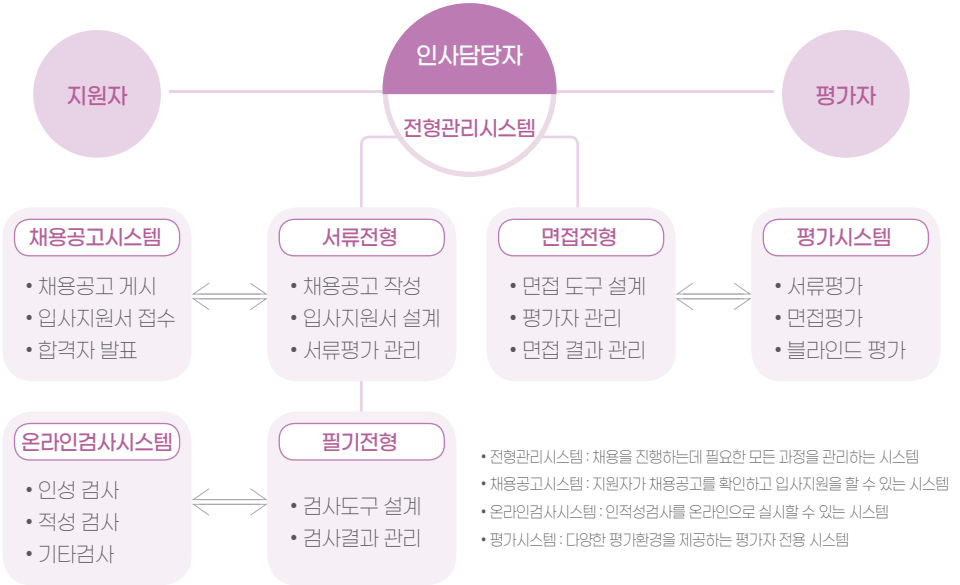 지원자
인사담당자
전형관리시스템
평가자
채용공고시스템
• 채용공고 게시
• 입사지원서 접수
• 합격자 발표
서류전형
• 채용공고 작성
• 입사지원서 설계
• 서류평가 관리
면접전형
• 면접 도구 설계
• 평가자 관리
• 면접 결과 관리
평가시스템
• 서류평가
• 면접평가
• 블라인드 평가
온라인검사시스템
• 인성 검사
• 적성 검사
• 기타검사
필기전형
• 검사도구 설계
• 검사결과 관리
• 전형관리시스템 : 채용을 진행하는데 필요한 모든 과정을 관리하는 시스템
• 채용공고시스템 : 지원자가 채용공고를 확인하고 입사지원을 할 수 있는 시스템
• 온라인검사시스템 : 인적성검사를 온라인으로 실시할 수 있는 시스템
• 평가시스템 : 다양한 평가환경을 제공하는 평가자 전용 시스템